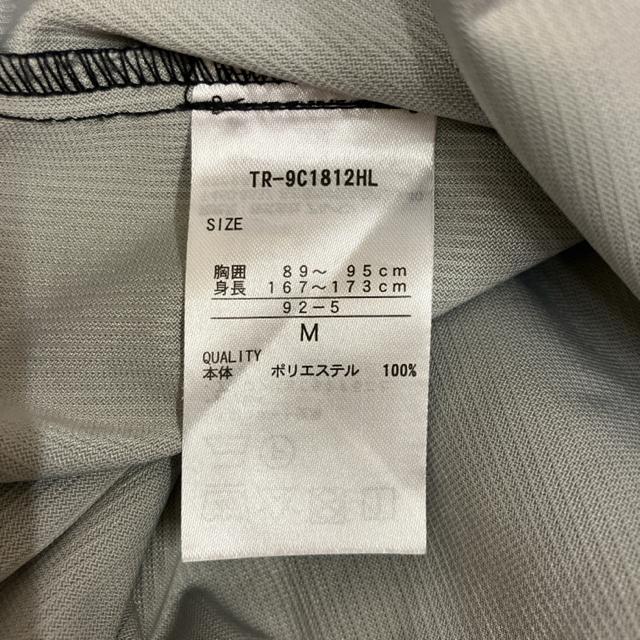 TR-9C1812HL
SIZE
胸囲 89～ 95cm
身長 167～173cm
92-5
M
QUALITY
本体 ポリエステル 100%